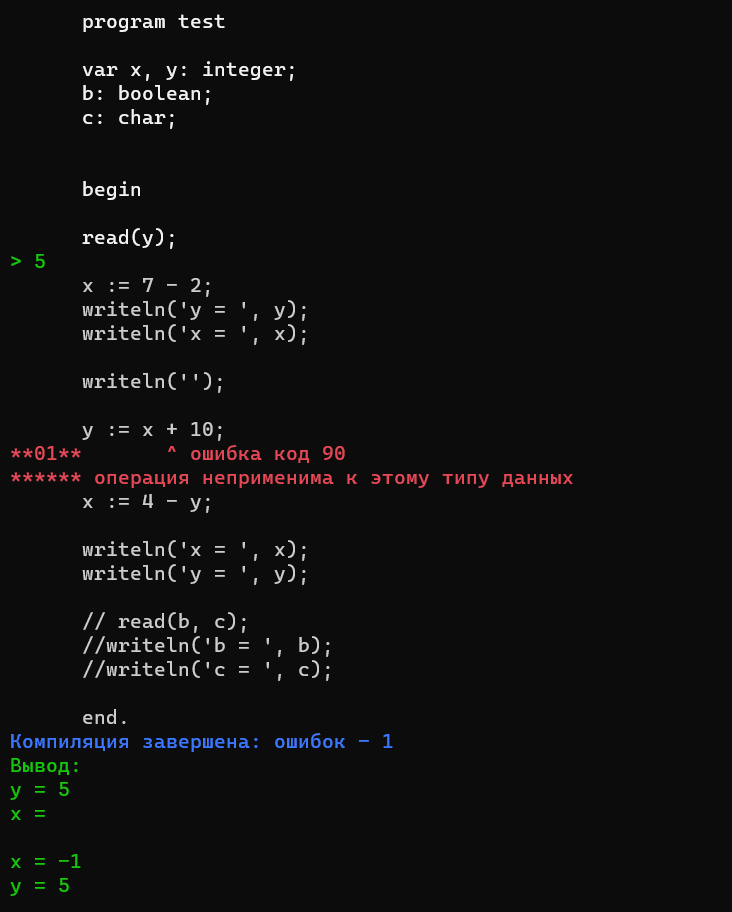 program test
var x, y: integer;
b: boolean;
c: char;
begin
read(y);
> 5
x := 7 - 2;
writeln('y = ', y);
writeln('x = ', x);
writeln('');
y := x + 10;
**01**       ^ ошибка код 90
****** операция неприменима к этому типу данных
x := 4 - y;
writeln('x = ', x);
writeln('y = ', y);
// read(b, c);
//writeln('b = ', b);
//writeln('c = ', c);
end.
Компиляция завершена: ошибок - 1
Вывод:
y = 5
x =
x = -1
y = 5